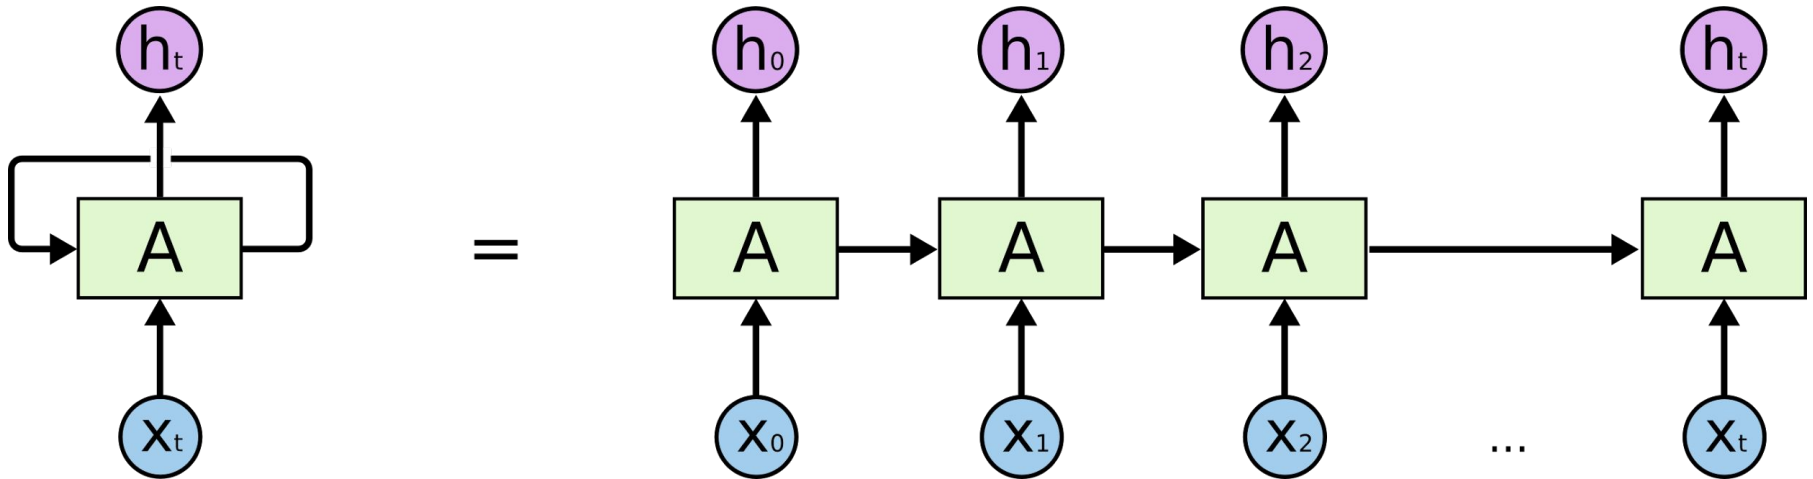 ht h0 h1 h2 ht
A = A A A A
xt x0 x1 x2 ... xt